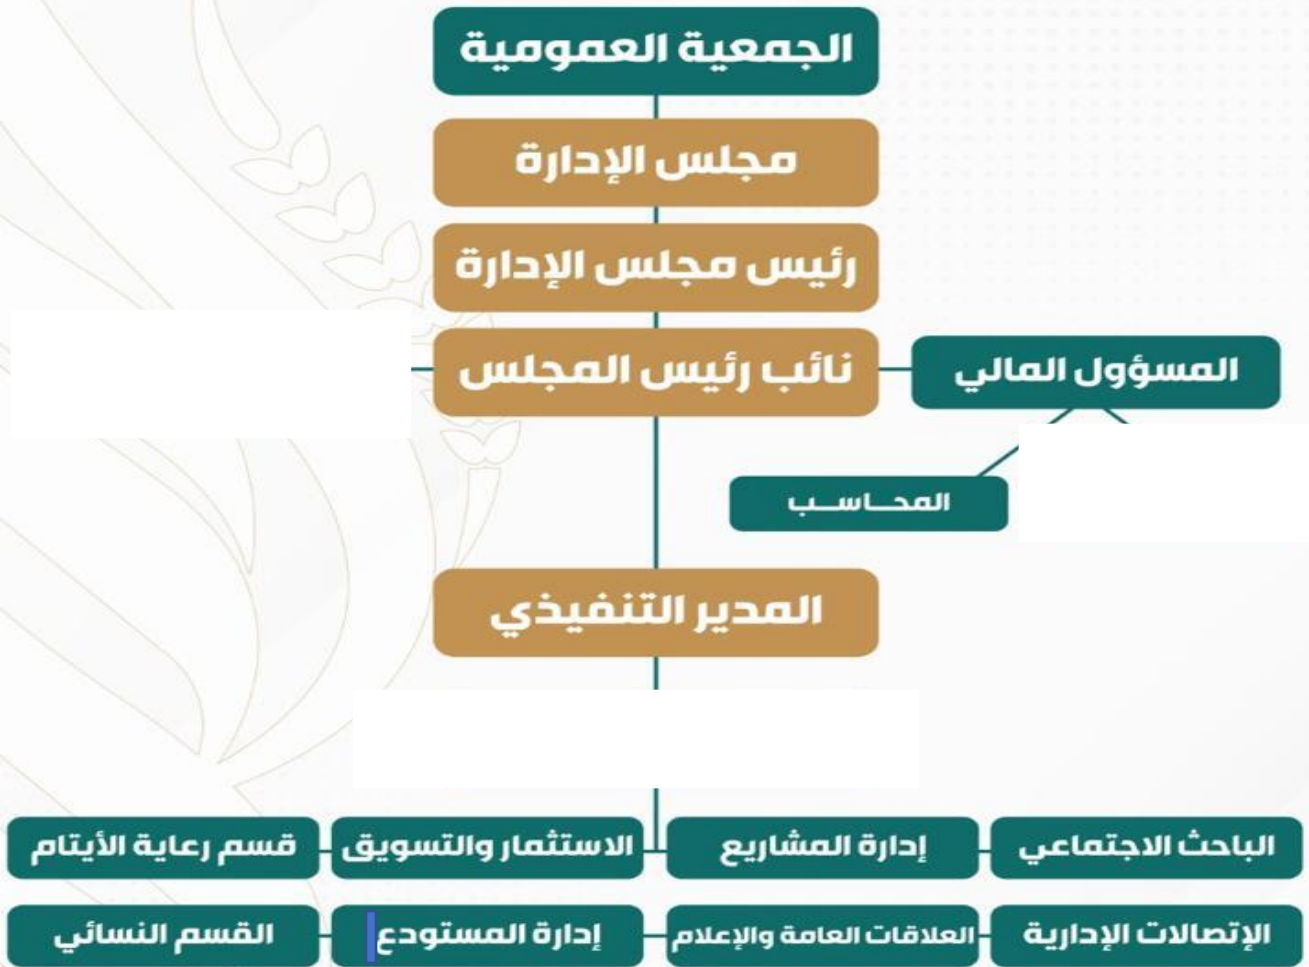 الجمعية العمومية
مجلس الإدارة
رئيس مجلس الإدارة
نائب رئيس المجلس
المسؤول المالي
المحـــاســـب
المدير التنفيذي
الباحث الاجتماعي
إدارة المشاريع
الاستثمار والتسويق
قسم رعاية الأيتام
الإتصالات الإدارية
العلاقات العامة والإعلام
إدارة المستودع
القسم النسائي